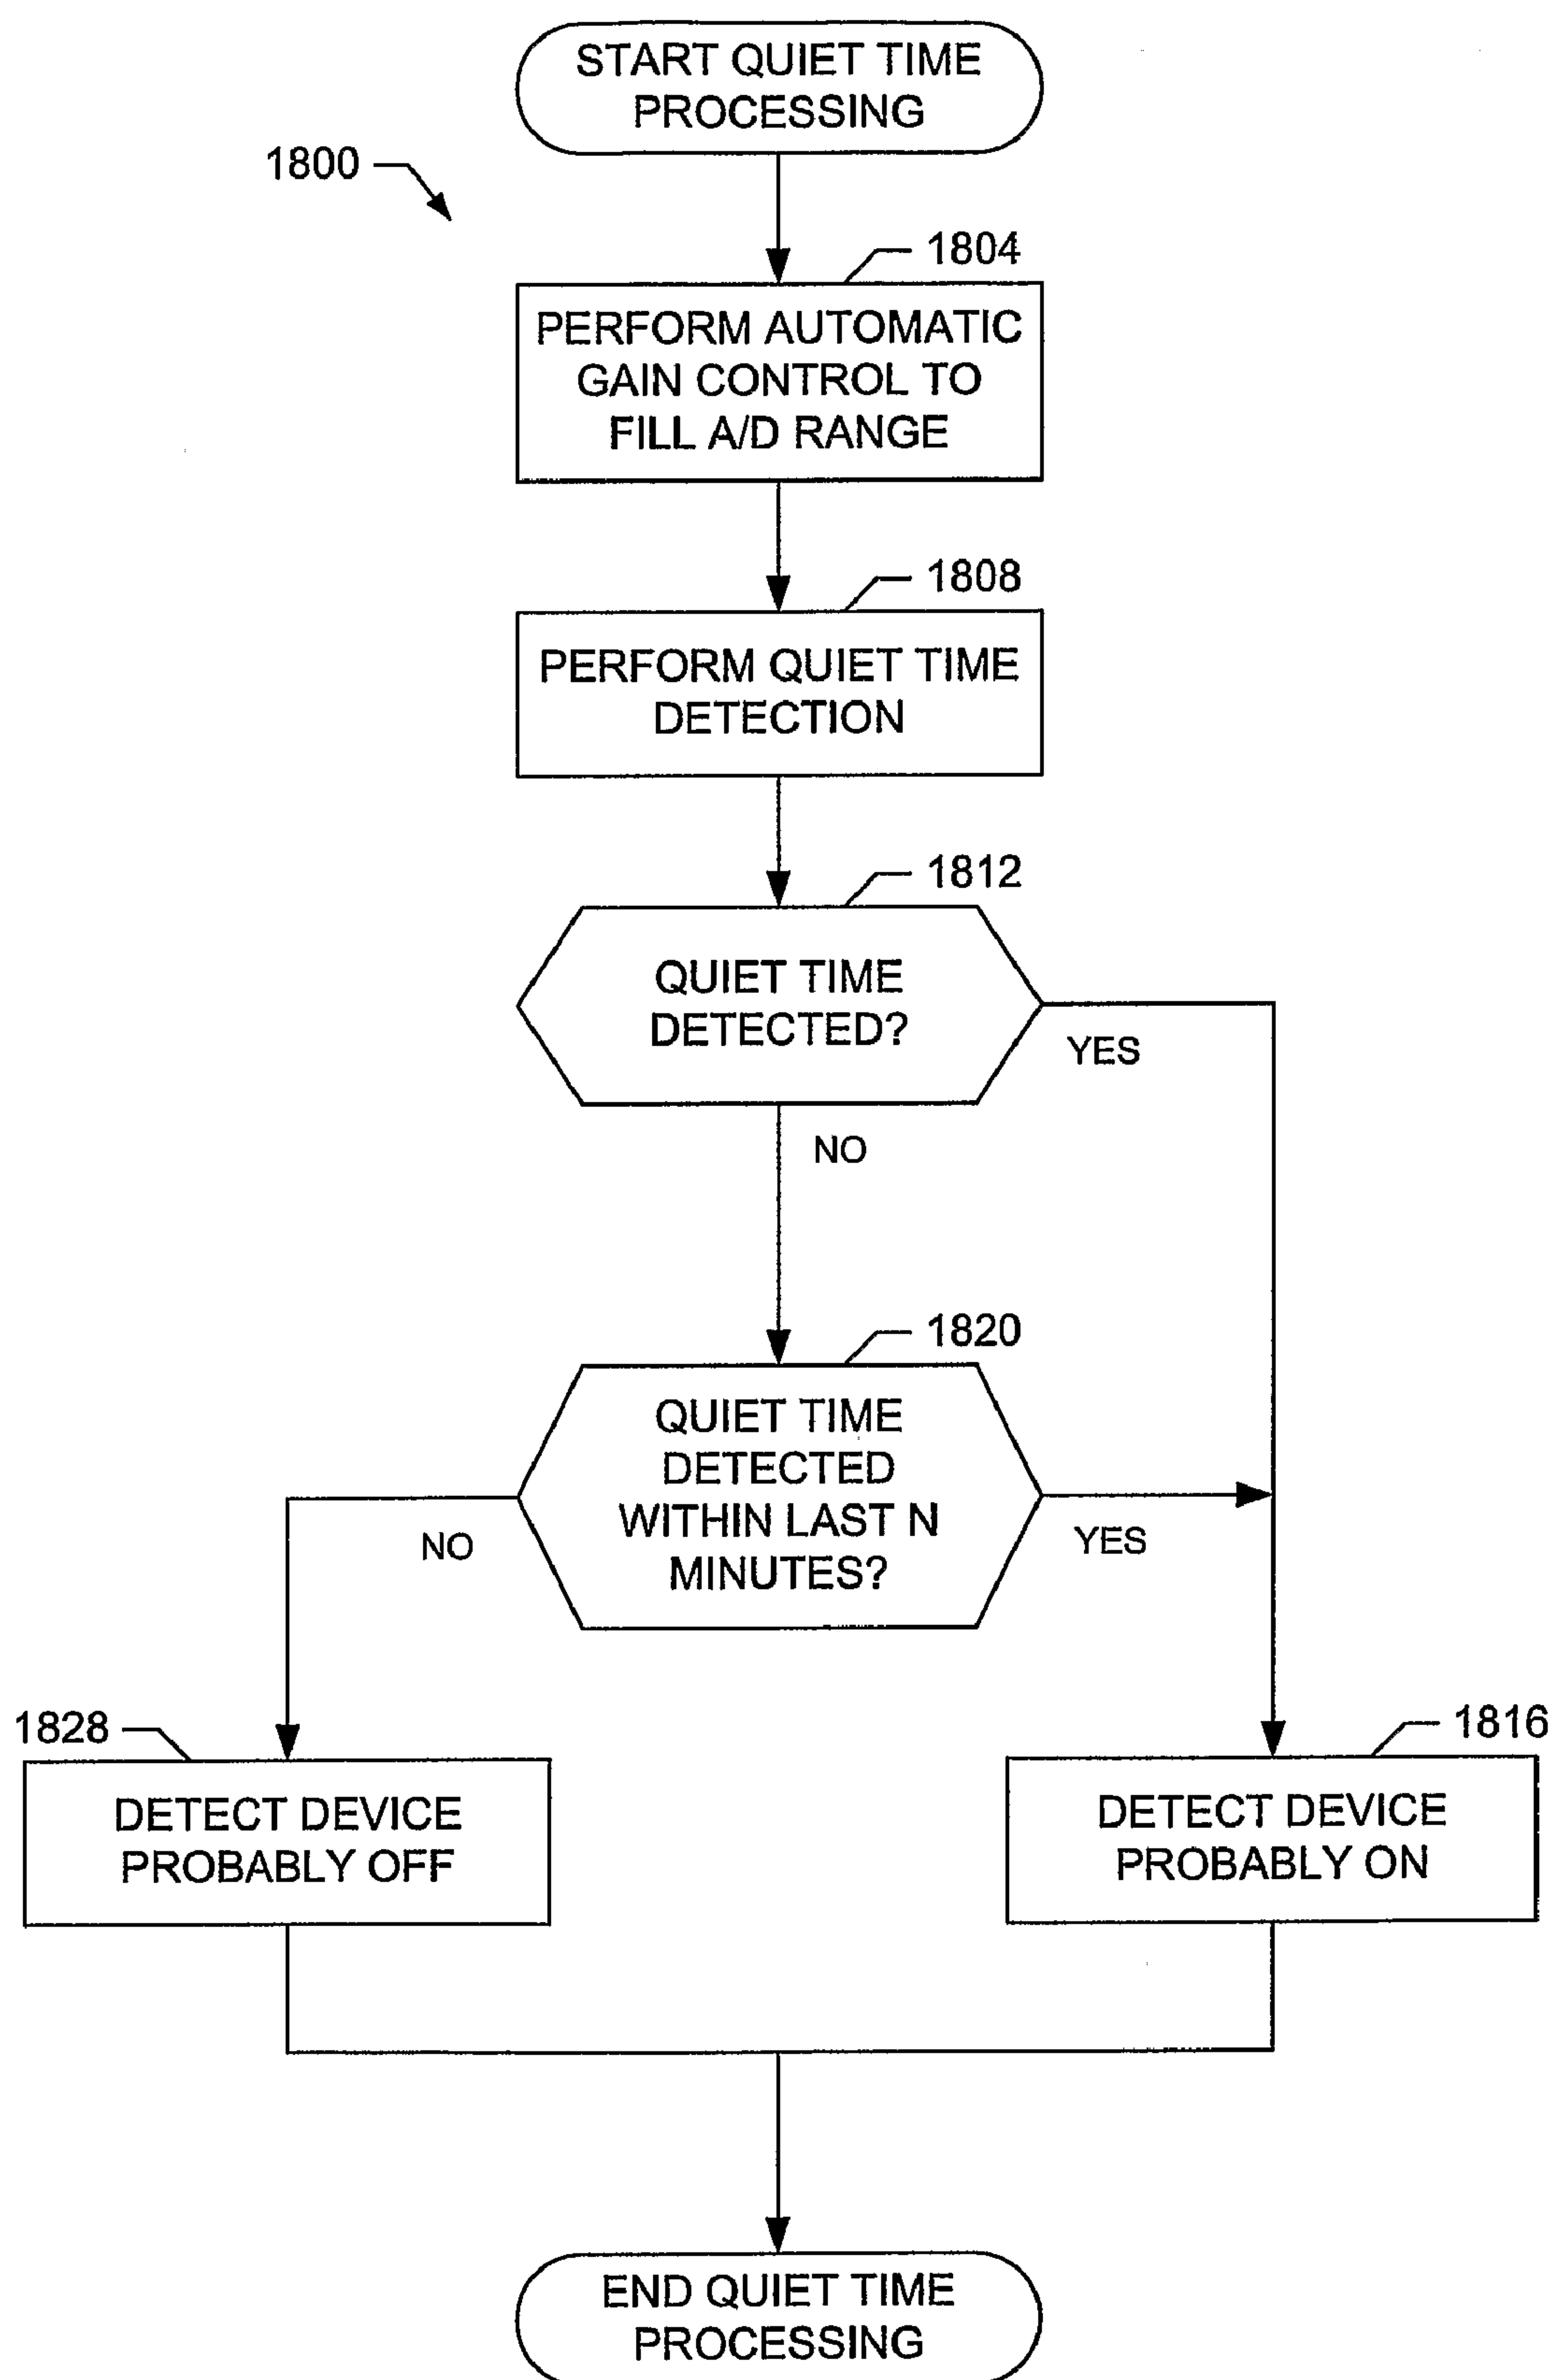 START QUIET TIME
PROCESSING
1800
1804
PERFORM AUTOMATIC
GAIN CONTROL TO
FILL A/D RANGE
1808
PERFORM QUIET TIME
DETECTION
1812
QUIET TIME
DETECTED?
YES
NO
1820
QUIET TIME
DETECTED
WITHIN LAST N
MINUTES?
NO
YES
1828
DETECT DEVICE
PROBABLY OFF
1816
DETECT DEVICE
PROBABLY ON
END QUIET TIME
PROCESSING